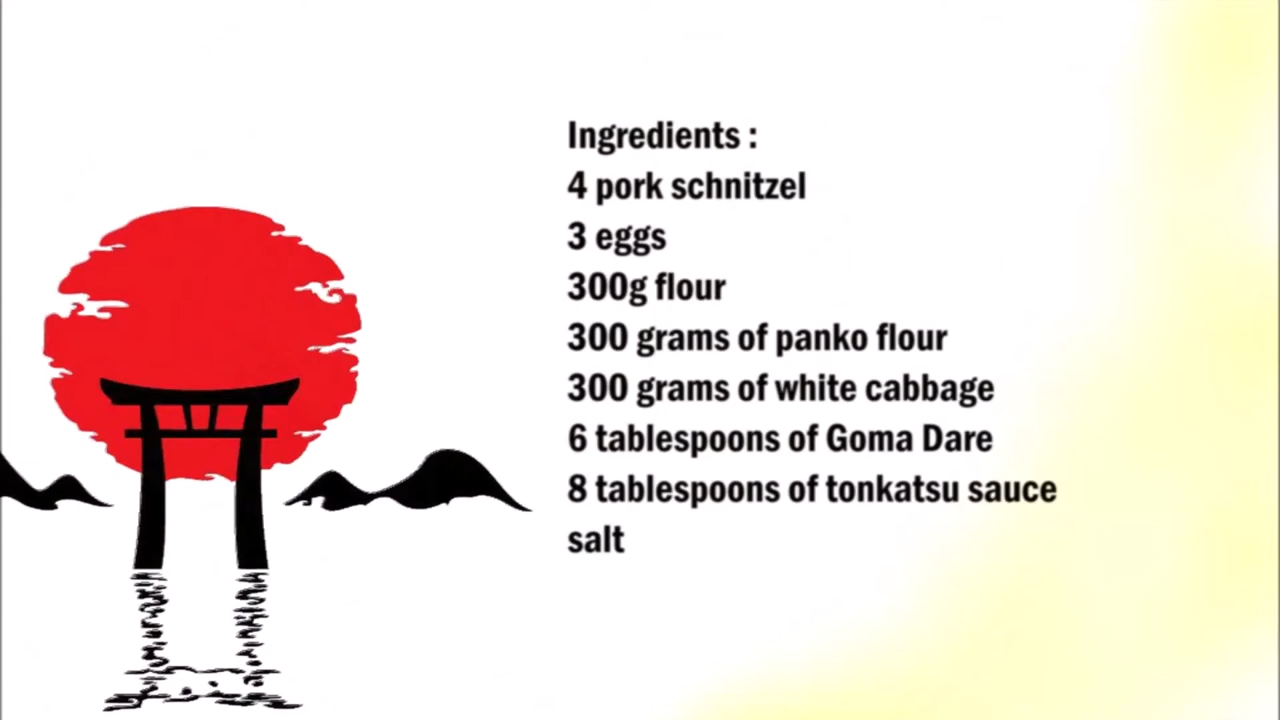 Ingredients :
4 pork schnitzel
3 eggs
300g flour
300 grams of panko flour
300 grams of white cabbage
6 tablespoons of Goma Dare
8 tablespoons of tonkatsu sauce
salt